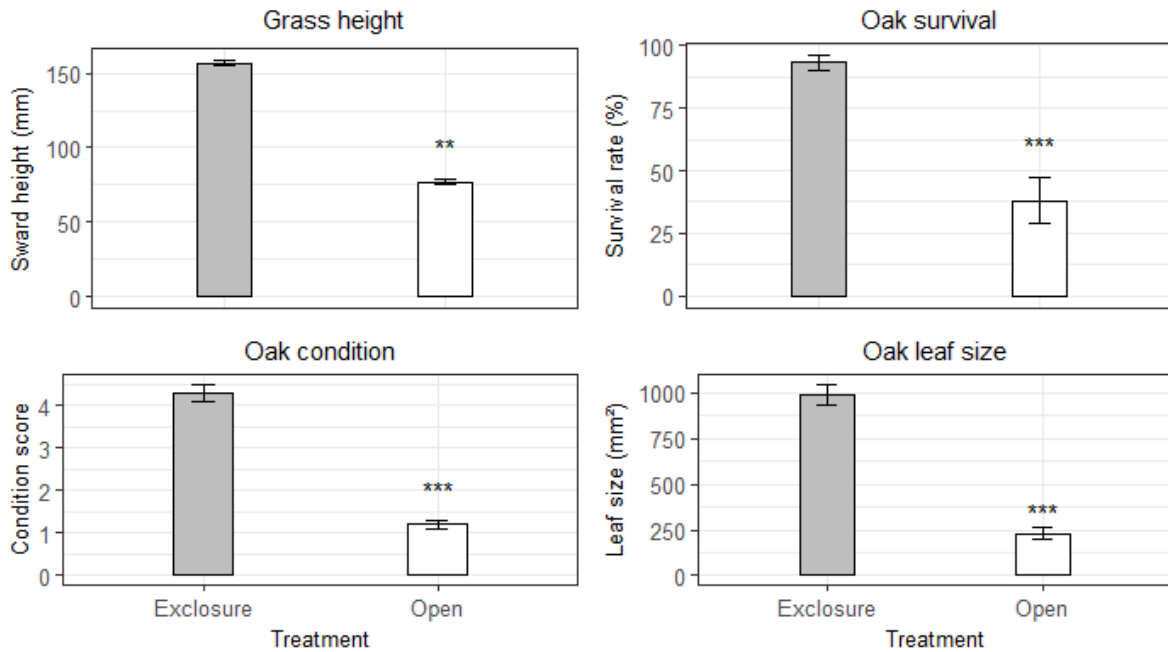 Grass height
Sward height (mm)
150
100
50
0
**
Oak survival
Survival rate (%)
100
75
50
25
0
***
Oak condition
Condition score
4
3
2
1
0
***
Exclosure Open
Treatment
Oak leaf size
Leaf size (mm²)
1000
750
500
250
0
***
Exclosure Open
Treatment